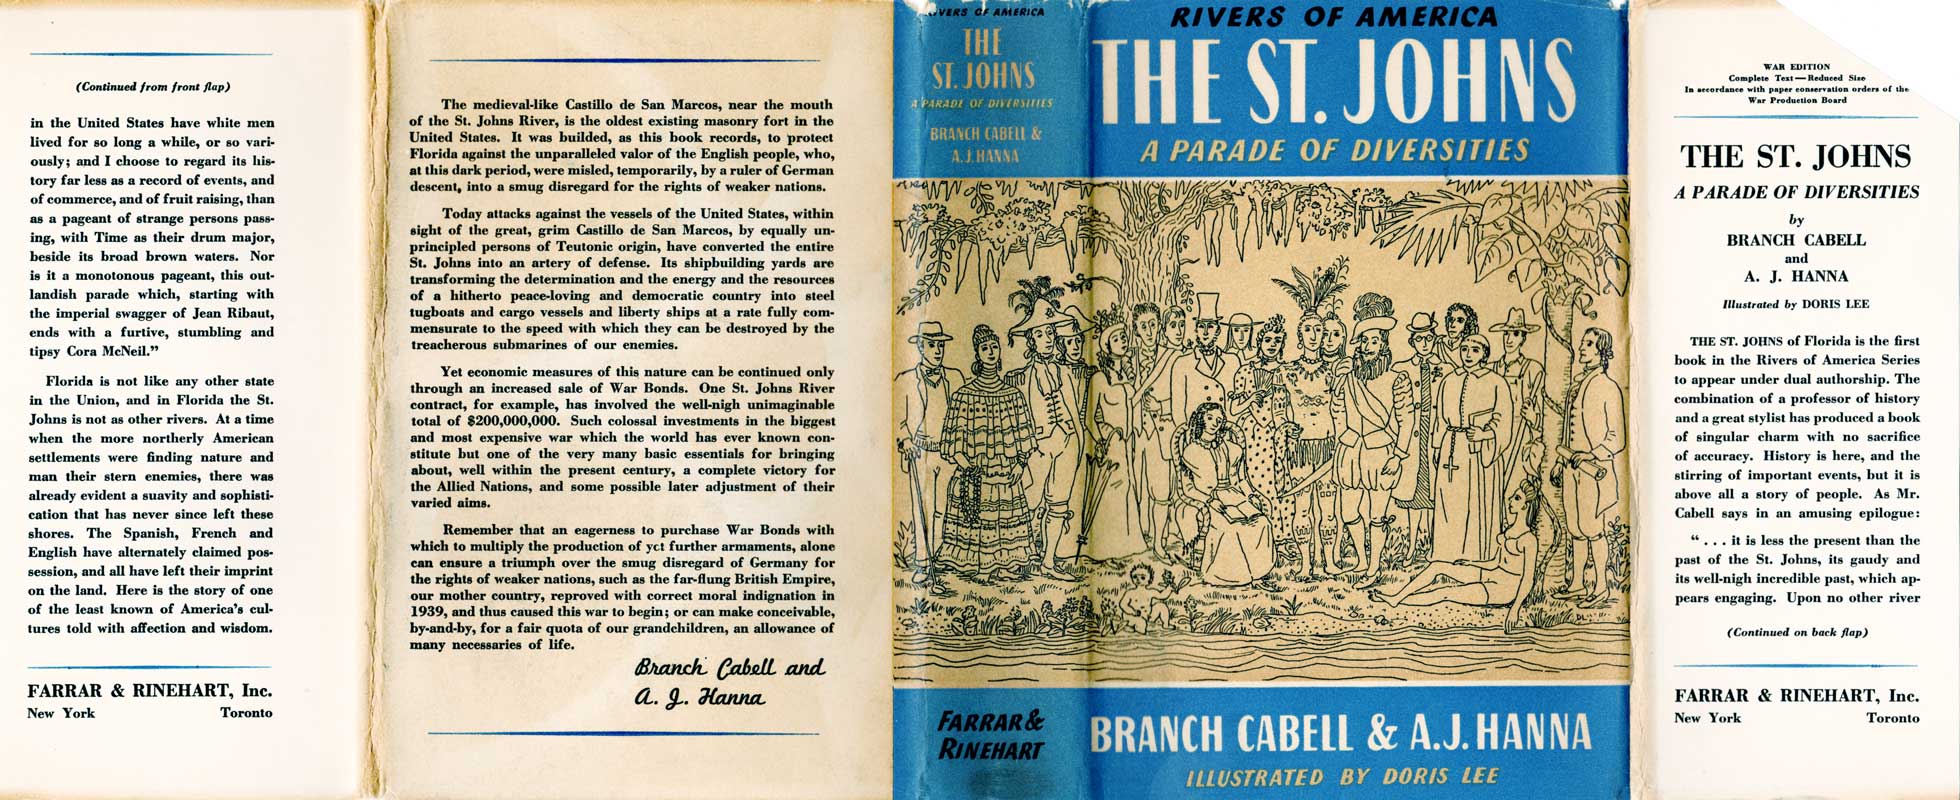 (Continued from front flap)
in the United States have white men
lived for so long a while, or so vari-
ously; and I choose to regard its his-
tory far less as a record of events, and
of commerce, and of fruit raising, than
as a pageant of strange persons pass-
ing, with Time as their drum major,
beside its broad brown waters. Nor
is it a monotonous pageant, this out-
landish parade which, starting with
the imperial swagger of Jean Ribaut,
ends with a furtive, stumbling and
tipsy Cora McNeil.”
Florida is not like any other state
in the Union, and in Florida the St.
Johns is not as other rivers. At a time
when the more northerly American
settlements were finding nature and
man their stern enemies, there was
already evident a suavity and sophisti-
cation that has never since left these
shores. The Spanish, French and
English have alternately claimed pos-
session, and all have left their imprint
on the land. Here is the story of one
of the least known of America's cul-
tures told with affection and wisdom.
FARRAR & RINEHART, Inc.
New York Toronto
The medieval-like Castillo de San Marcos, near the mouth
of the St. Johns River, is the oldest existing masonry fort in the
United States. It was builded, as this book records, to protect
Florida against the unparalleled valor of the English people, who,
at this dark period, were misled, temporarily, by a ruler of German
descent, into a smug disregard for the rights of weaker nations.
Today attacks against the vessels of the United States, within
sight of the great, grim Castillo de San Marcos, by equally un-
principled persons of Teutonic origin, have converted the entire
St. Johns into an artery of defense. Its shipbuilding yards are
transforming the determination and the energy and the resources
of a hitherto peace-loving and democratic country into steel
tugboats and cargo vessels and liberty ships at a rate fully com-
mensurate to the speed with which they can be destroyed by the
treacherous submarines of our enemies.
Yet economic measures of this nature can be continued only
through an increased sale of War Bonds. One St. Johns River
contract, for example, has involved the well-nigh unimaginable
total of $200,000,000. Such colossal investments in the biggest
and most expensive war which the world has ever known con-
stitute but one of the very many basic essentials for bringing
about, well within the present century, a complete victory for
the Allied Nations, and some possible later adjustment of their
varied aims.
Remember that an eagerness to purchase War Bonds with
which to multiply the production of yet further armaments, alone
can ensure a triumph over the smug disregard of Germany for
the rights of weaker nations, such as the far-flung British Empire,
our mother country, reproved with correct moral indignation in
1939, and thus caused this war to begin; or can make conceivable,
by-and-by, for a fair quota of our grandchildren, an allowance of
many necessaries of life.
Branch Cabell and
A. J. Hanna
RIVERS OF AMERICA
THE
ST. JOHNS
A PARADE OF DIVERSITIES
BRANCH CABELL &
A.J. HANNA
FARRAR &
RINEHART
RIVERS OF AMERICA
THE ST. JOHNS
A PARADE OF DIVERSITIES
BRANCH CABELL & A.J. HANNA
ILLUSTRATED BY DORIS LEE
WAR EDITION
Complete Text—Reduced Size
In accordance with paper conservation orders of the
War Production Board
THE ST. JOHNS
A PARADE OF DIVERSITIES
by
BRANCH CABELL
and
A. J. HANNA
Illustrated by DORIS LEE
THE ST. JOHNS of Florida is the first
book in the Rivers of America Series
to appear under dual authorship. The
combination of a professor of history
and a great stylist has produced a book
of singular charm with no sacrifice
of accuracy. History is here, and the
stirring of important events, but it is
above all a story of people. As Mr.
Cabell says in an amusing epilogue:
“ . . . it is less the present than the
past of the St. Johns, its gaudy and
its well-nigh incredible past, which ap-
pears engaging. Upon no other river
(Continued on back flap)
FARRAR & RINEHART, Inc.
New York Toronto